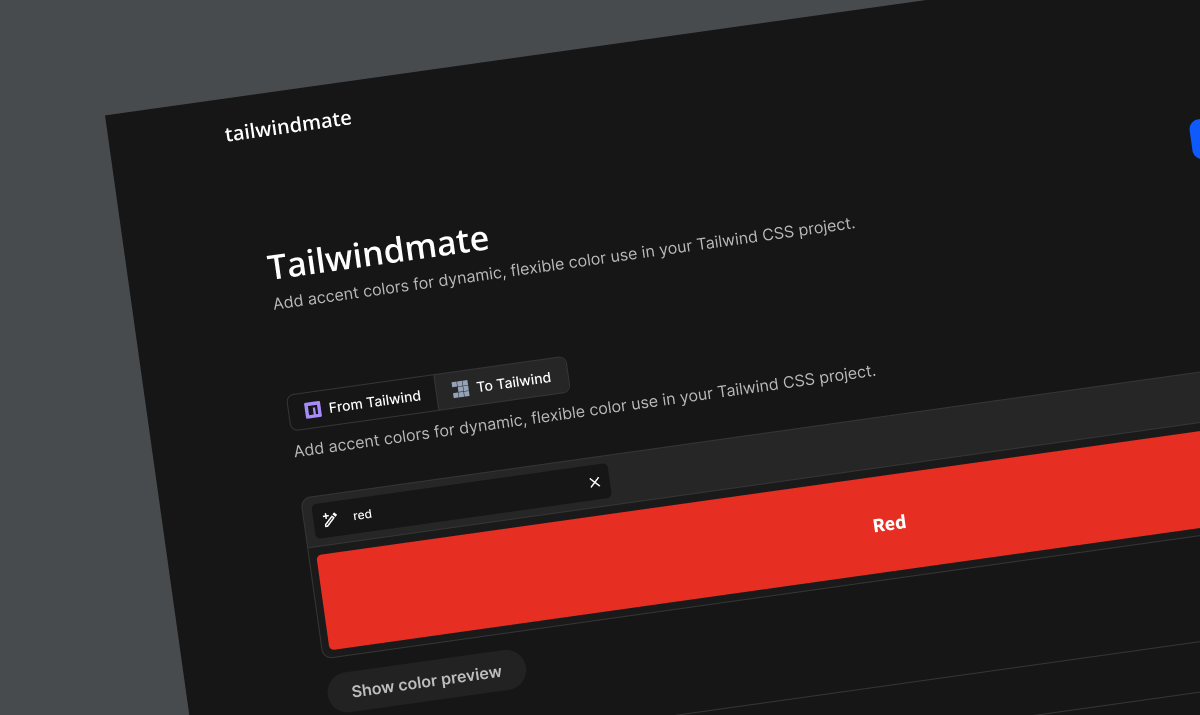 tailwindmate
Tailwindmate
Add accent colors for dynamic, flexible color use in your Tailwind CSS project.
From Tailwind
To Tailwind
Add accent colors for dynamic, flexible color use in your Tailwind CSS project.
red
Red
Show color preview